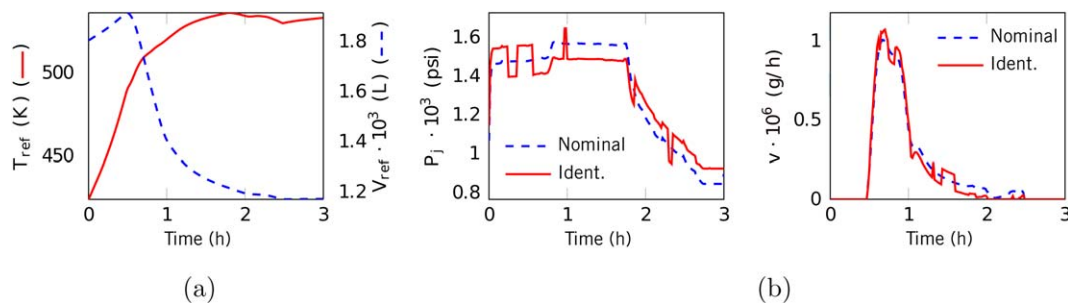 T_ref (K) (—)
500
450
0
1
2
3
Time (h)
1.8
1.6
1.4
1.2
V_ref · 10³ (L) (--)
(a)
P_j · 10³ (psi)
1.6
1.4
1.2
1
0.8
Nominal
Ident.
0
1
2
3
Time (h)
v · 10⁶ (g/h)
1
0
Nominal
Ident.
0
1
2
3
Time (h)
(b)